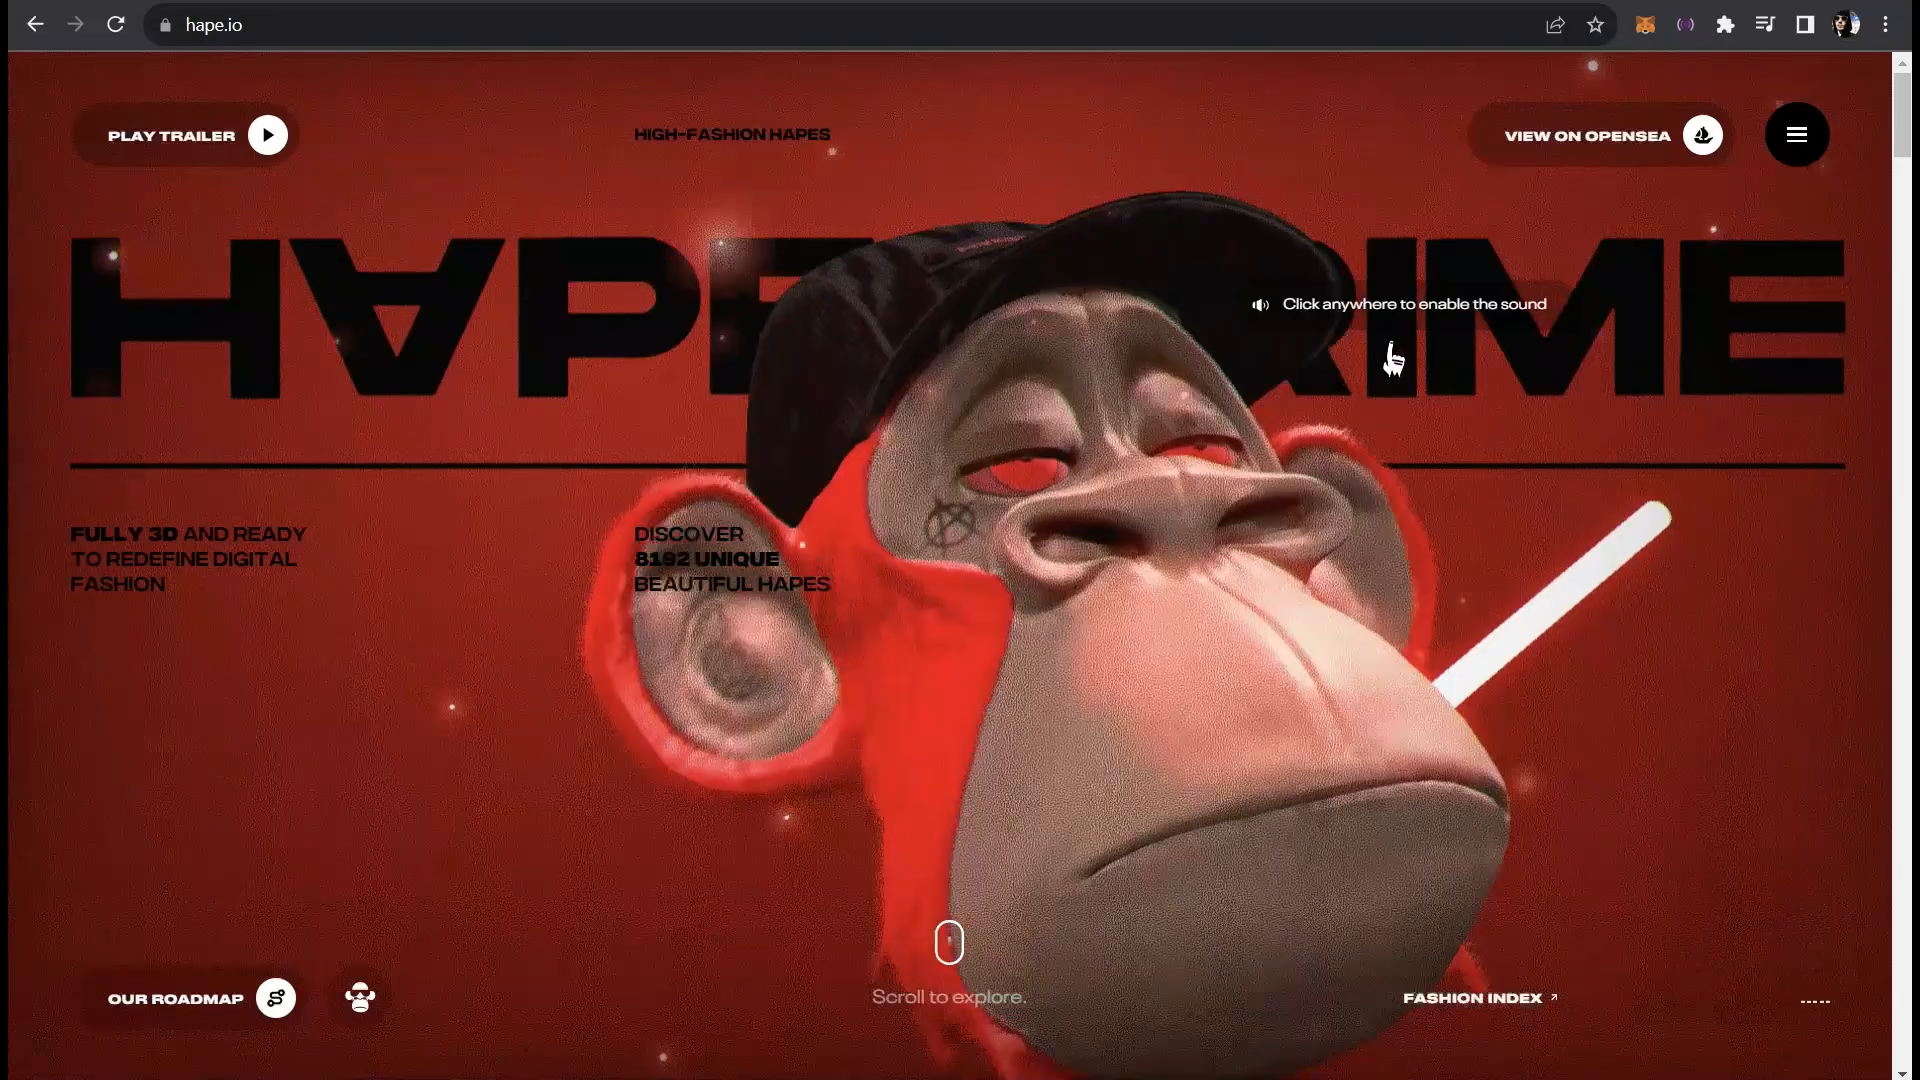 hape.io
PLAY TRAILER
HIGH-FASHION HAPES
VIEW ON OPENSEA
Click anywhere to enable the sound
FULLY 3D AND READY
TO REDEFINE DIGITAL
FASHION
DISCOVER
8192 UNIQUE
BEAUTIFUL HAPES
OUR ROADMAP
Scroll to explore.
FASHION INDEX